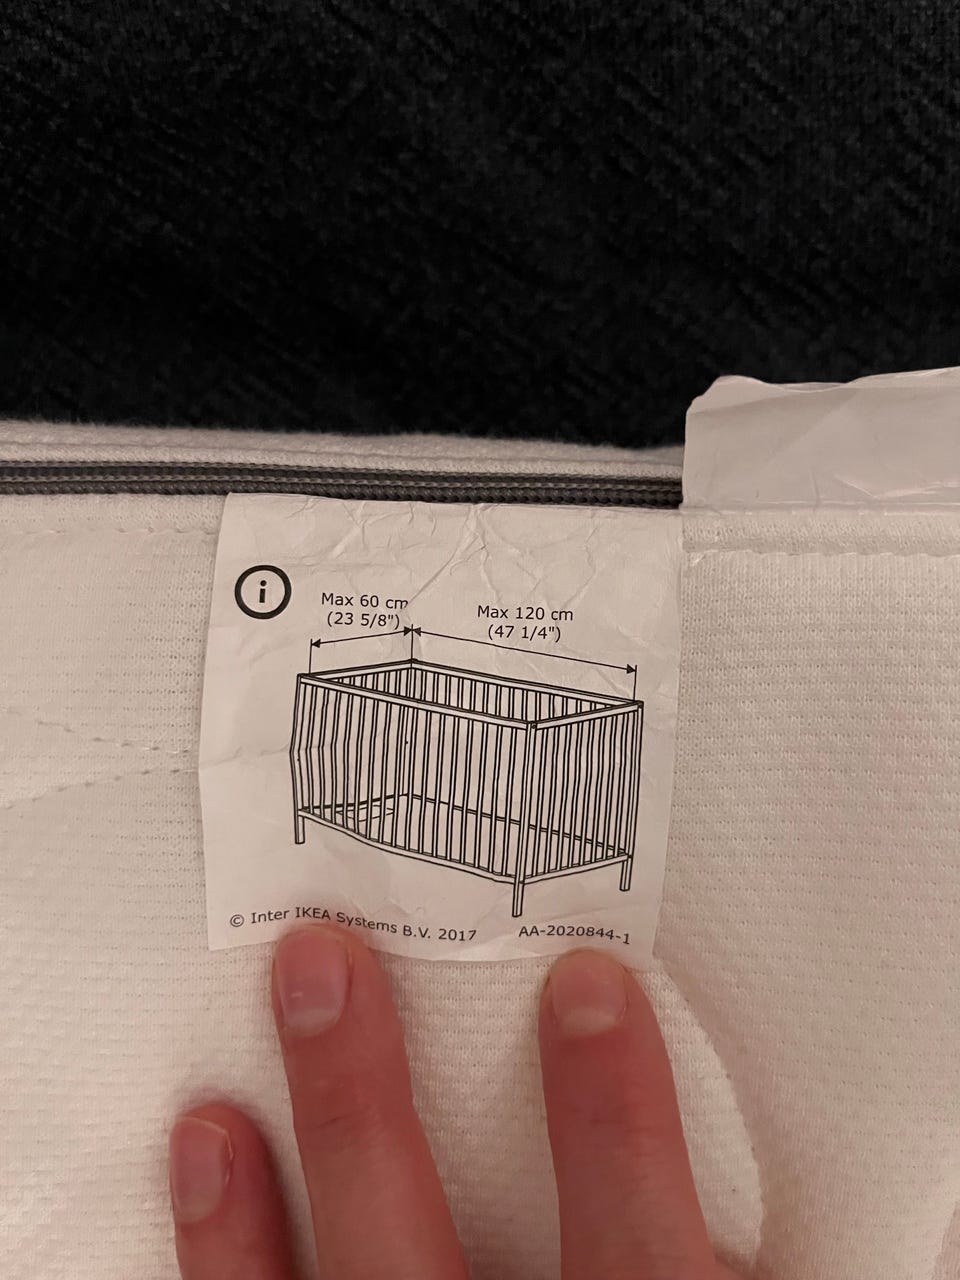 i
Max 60 cm
(23 5/8")
Max 120 cm
(47 1/4")
© Inter IKEA Systems B.V. 2017
AA-2020844-1